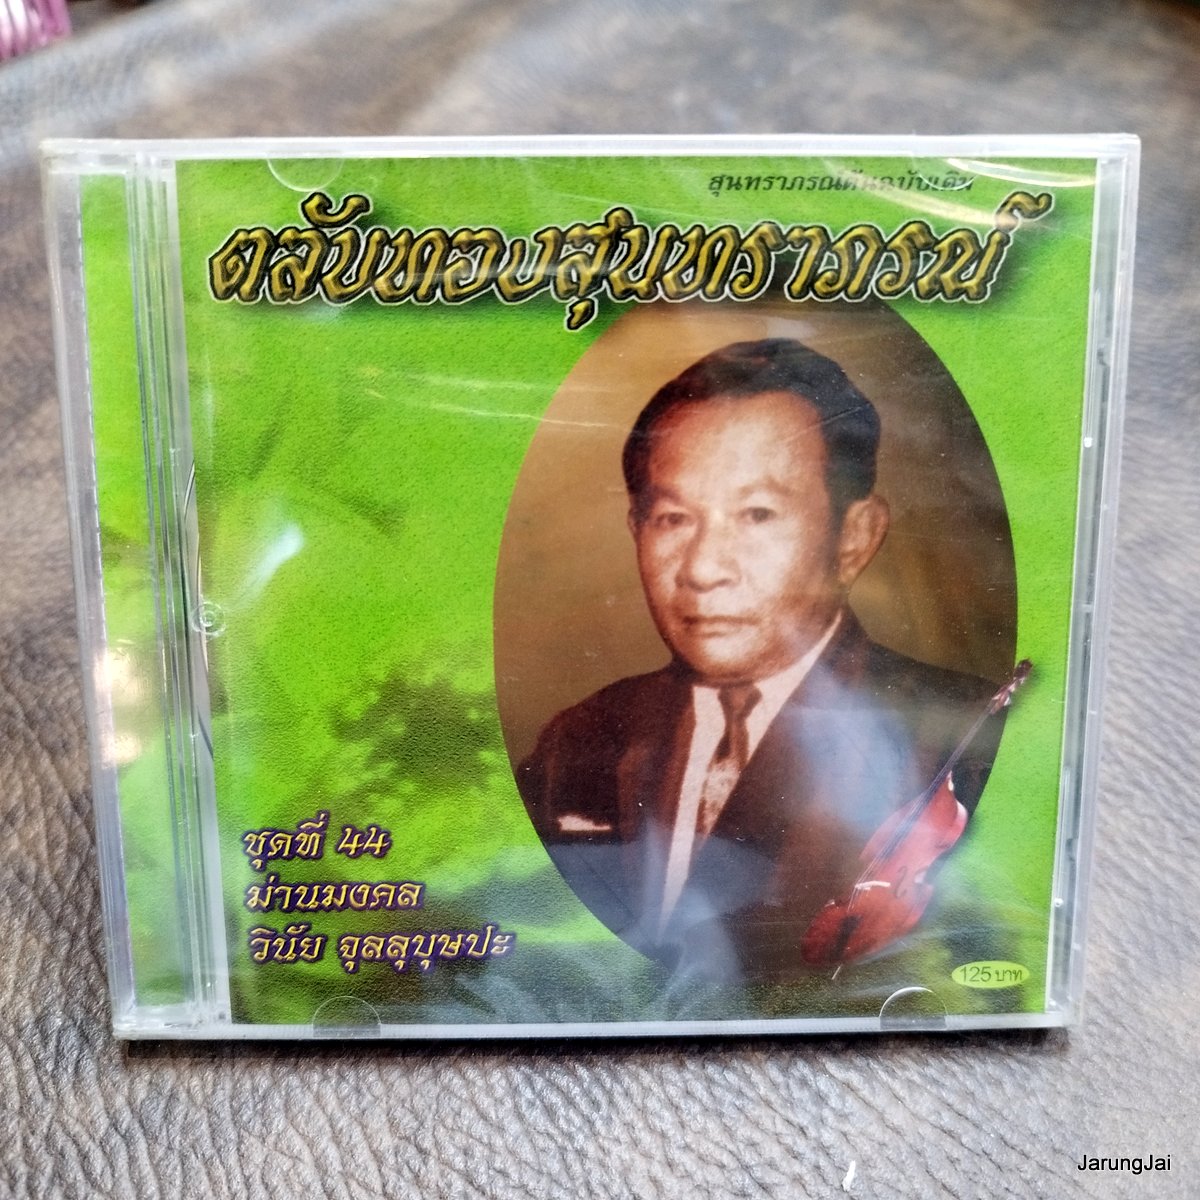 สุนทราภรณ์ต้นฉบับเดิม
ตลับทองสุนทราภรณ์
ชุดที่ 44
ม่านมงคล
วินัย จุลลบุษปะ
125 บาท
JarungJai